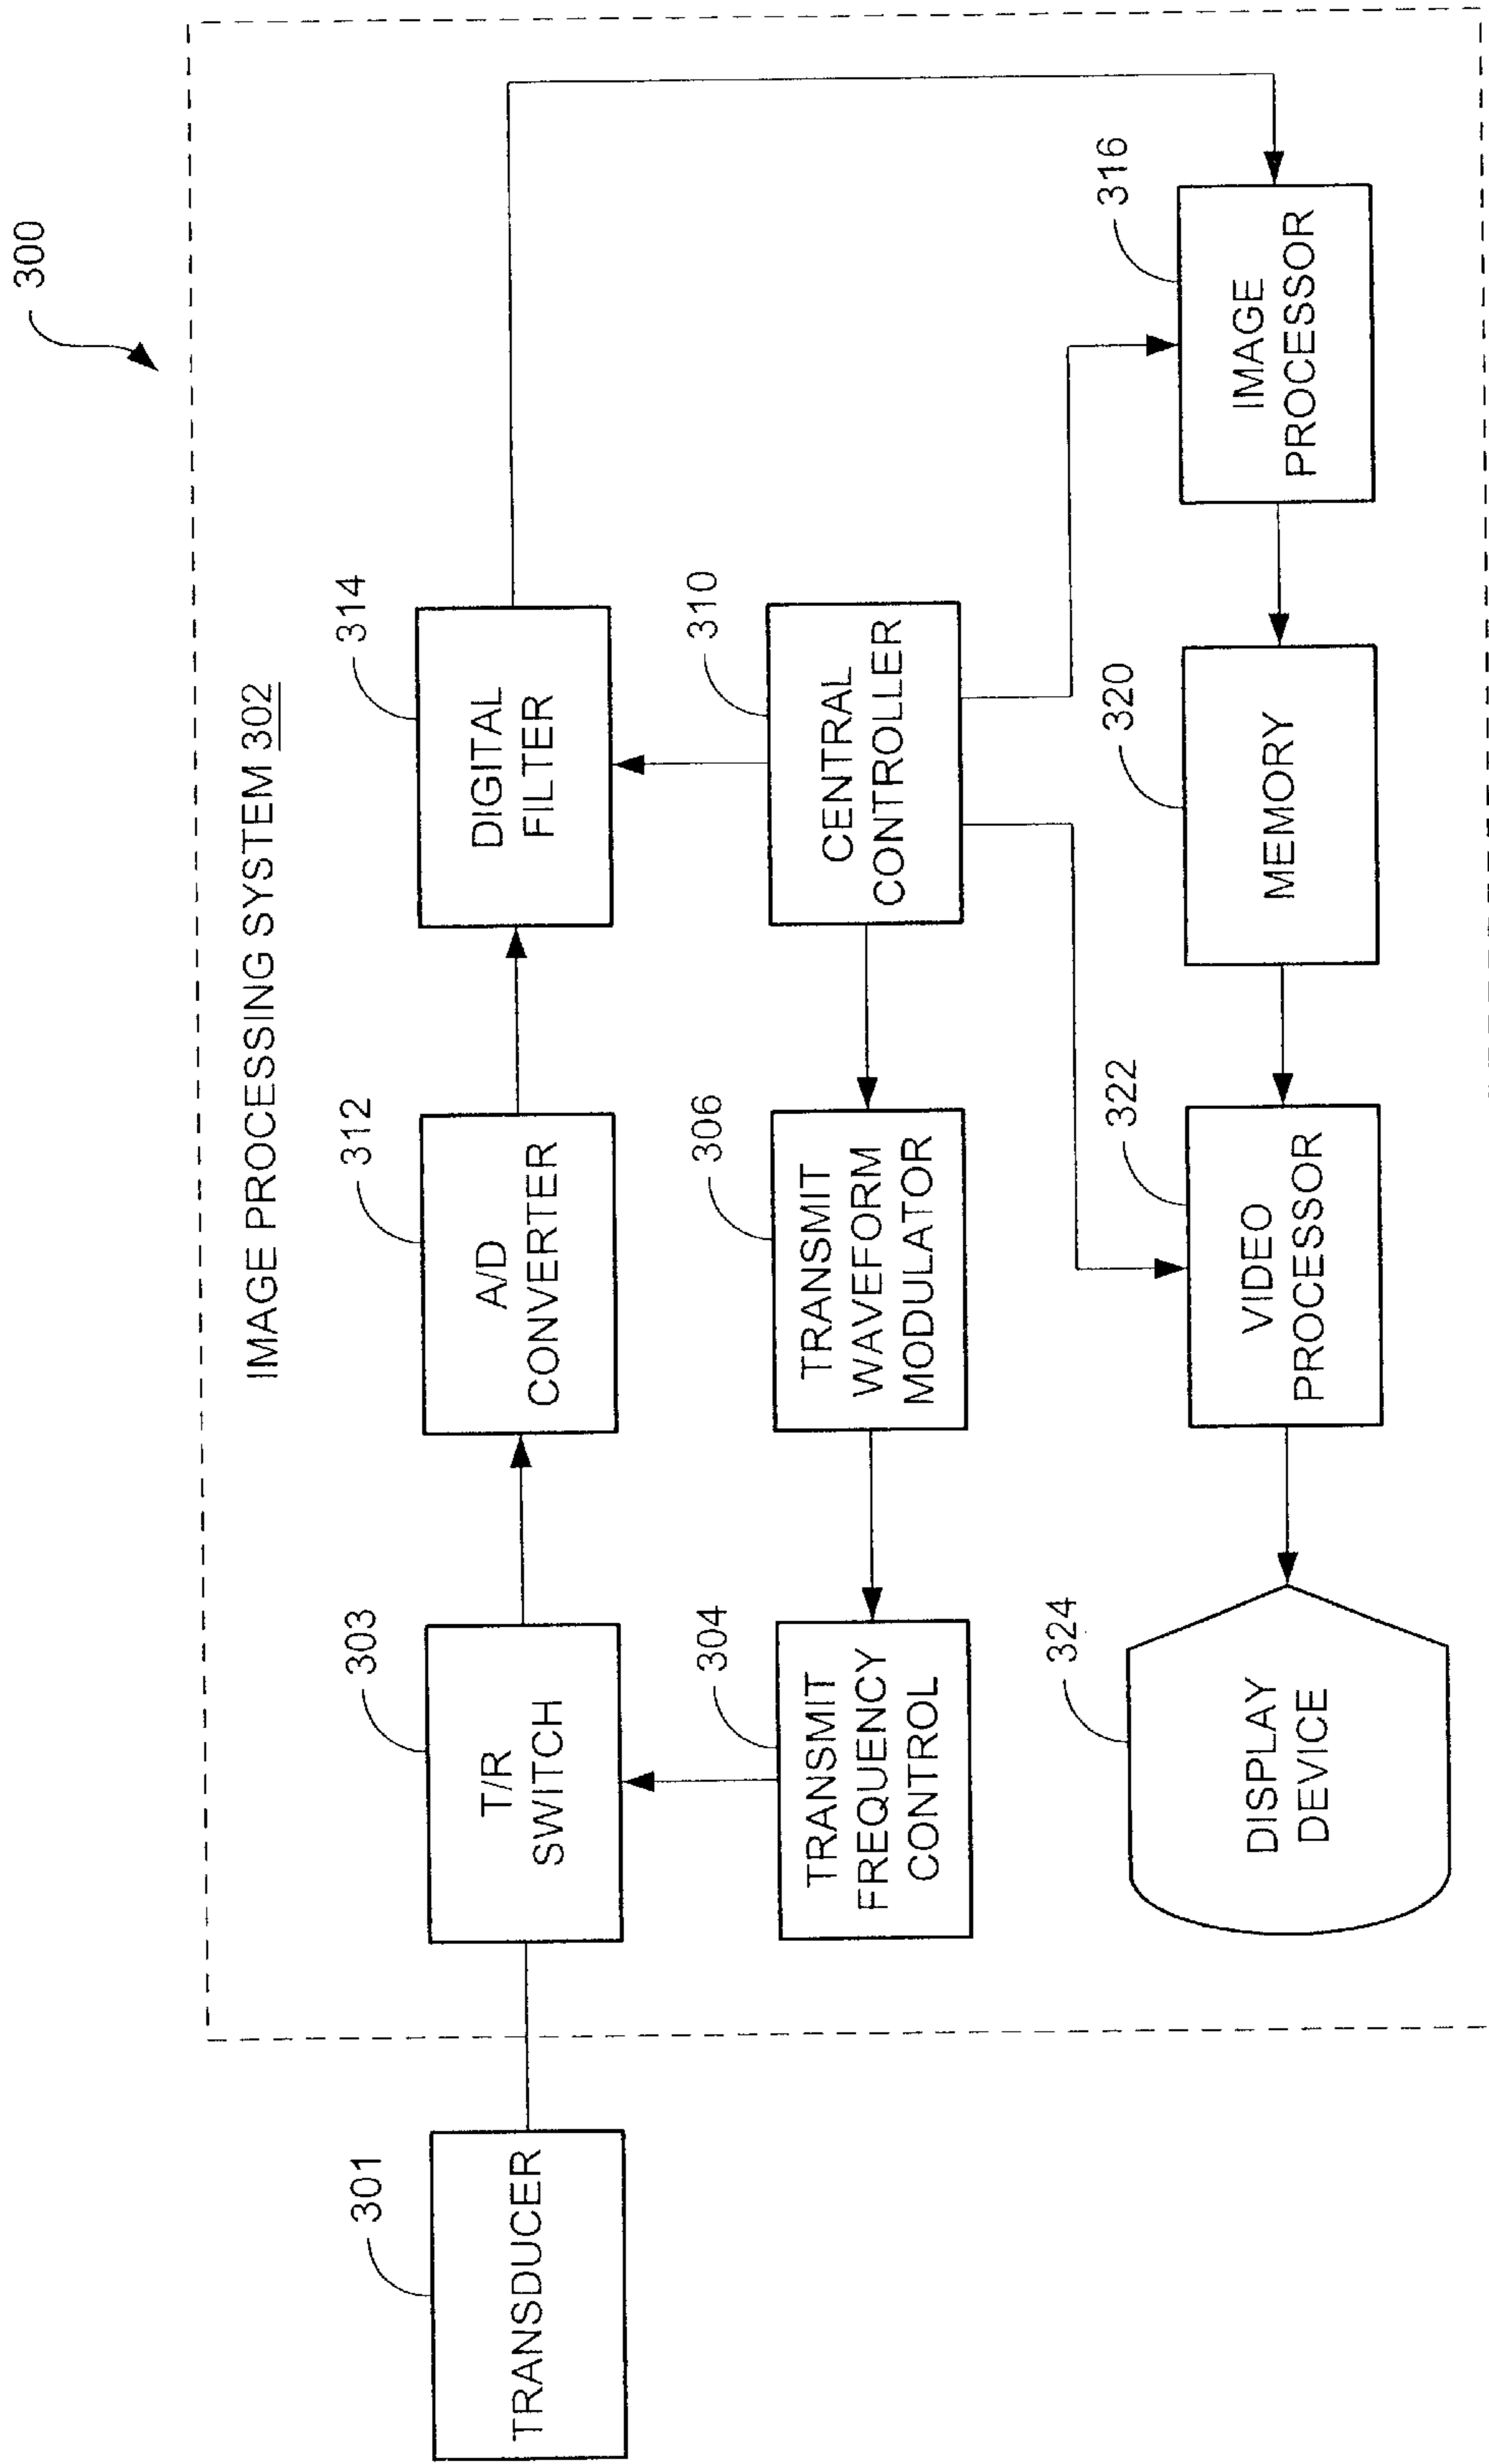 300
IMAGE PROCESSING SYSTEM 302
301
TRANSDUCER
303
T/R
SWITCH
312
A/D
CONVERTER
314
DIGITAL
FILTER
304
TRANSMIT
FREQUENCY
CONTROL
306
TRANSMIT
WAVEFORM
MODULATOR
310
CENTRAL
CONTROLLER
324
DISPLAY
DEVICE
322
VIDEO
PROCESSOR
320
MEMORY
316
IMAGE
PROCESSOR